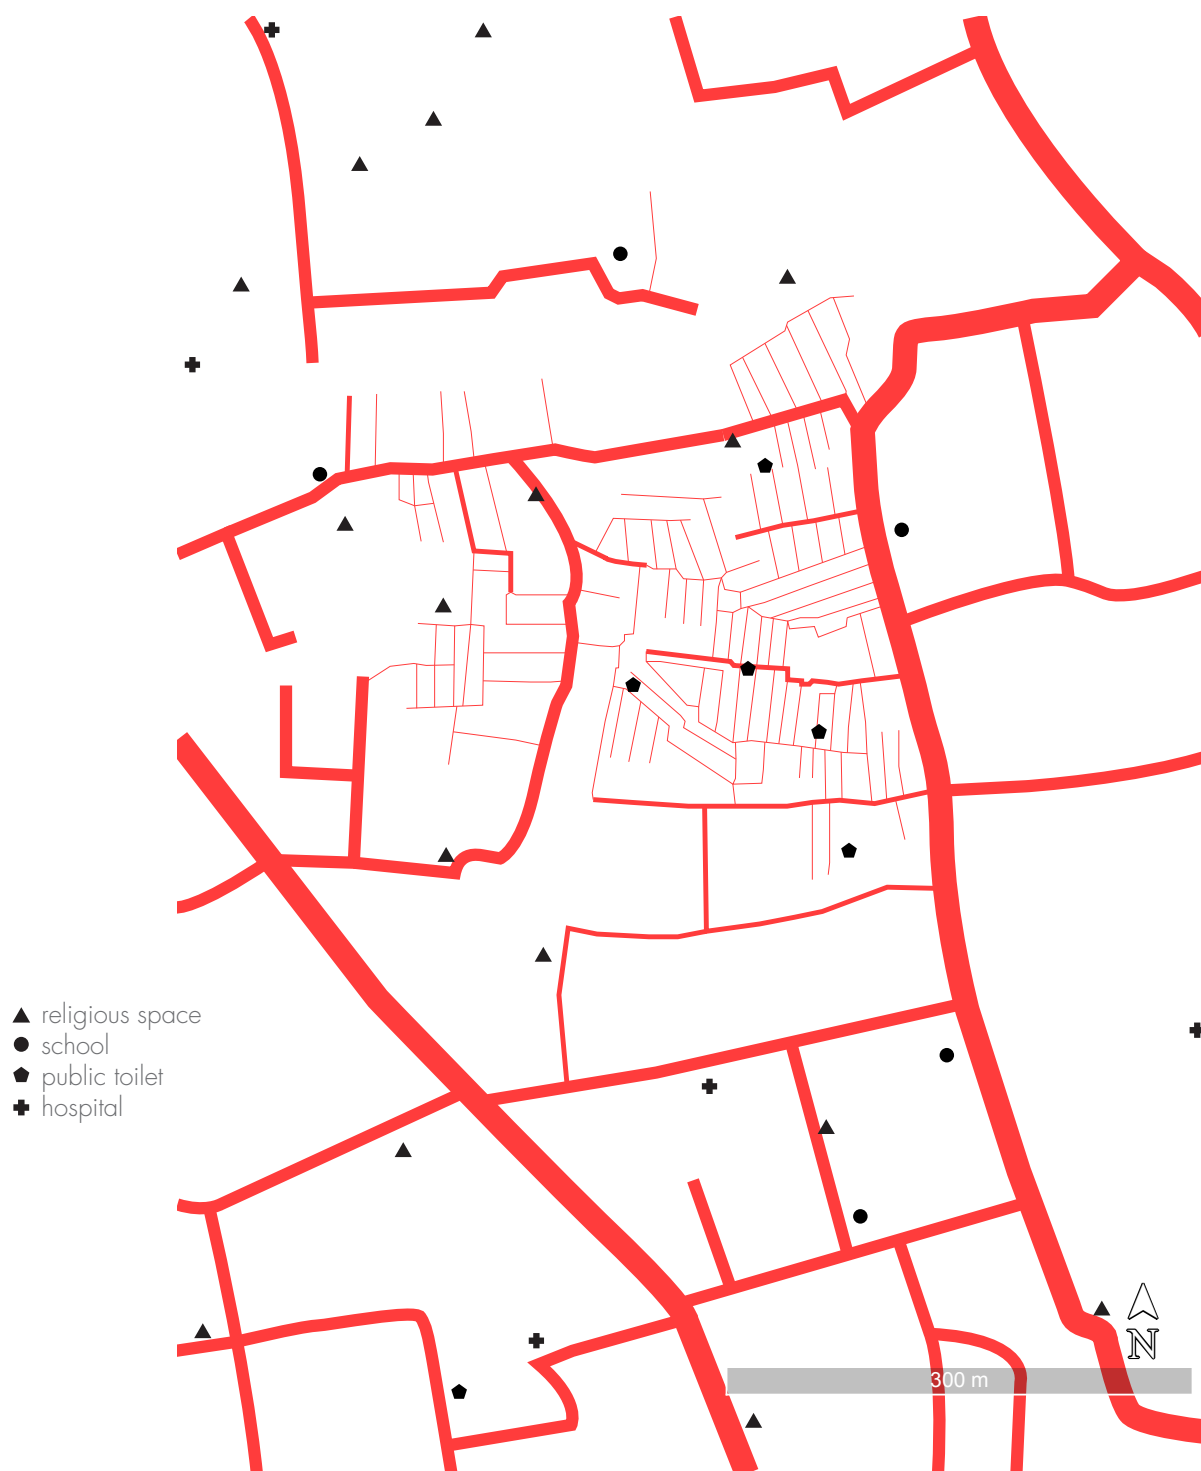 religious space
school
public toilet
hospital
N
300 m